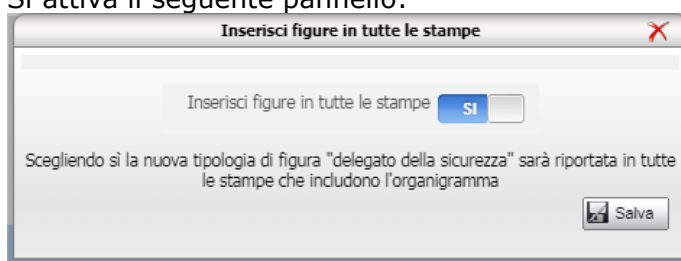 Si attiva il seguente pannello:
Inserisci figure in tutte le stampe
Inserisci figure in tutte le stampe SI
Scegliendo sì la nuova tipologia di figura "delegato della sicurezza" sarà riportata in tutte
le stampe che includono l'organigramma
Salva